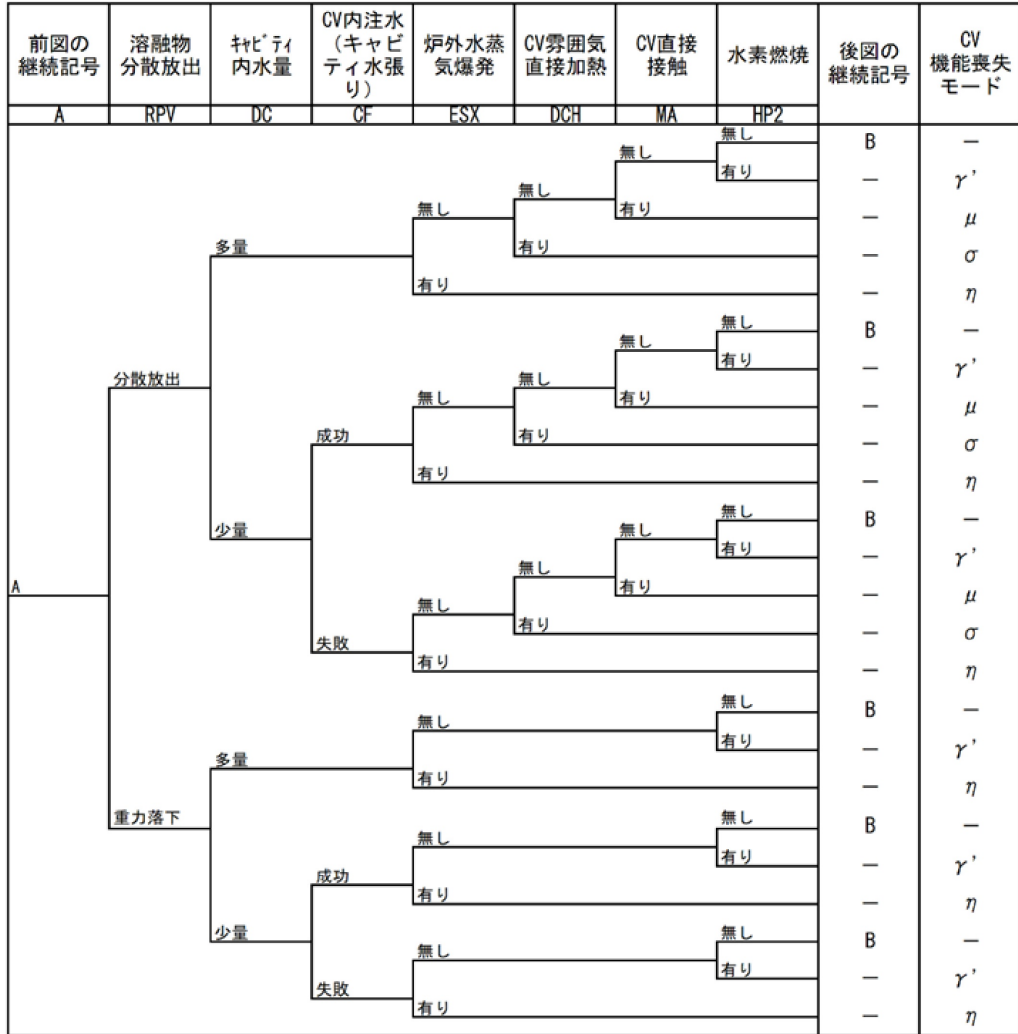 前図の
継続記号
溶融物
分散放出
ｷｬﾋﾞﾃｨ
内水量
CV内注水
（キャビ
ティ水張
り）
炉外水蒸
気爆発
CV雰囲気
直接加熱
CV直接
接触
水素燃焼
後図の
継続記号
CV
機能喪失
モード
A RPV DC CF ESX DCH MA HP2
無し B －
無し
有り － γ'
無し
無し 有り － μ
多量 有り － σ
有り － η
無し B －
無し
有り － γ'
分散放出 無し
無し 有り － μ
成功 有り － σ
有り － η
無し B －
少量 無し
有り － γ'
無し
A 有り － μ
無し
失敗 有り － σ
有り － η
無し B －
無し
多量 有り － γ'
有り － η
重力落下 無し B －
無し
有り － γ'
成功
有り － η
少量 無し B －
無し
有り － γ'
失敗
有り － η